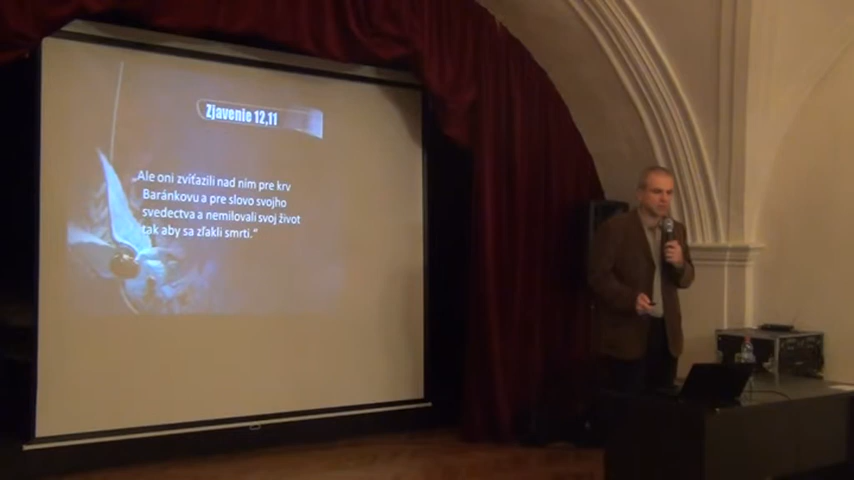 Zjavenie 12,11
Ale oni zvíťazili nad ním pre krv
Baránkovu a pre slovo svojho
svedectva a nemilovali svoj život
tak aby sa zľakli smrti.“